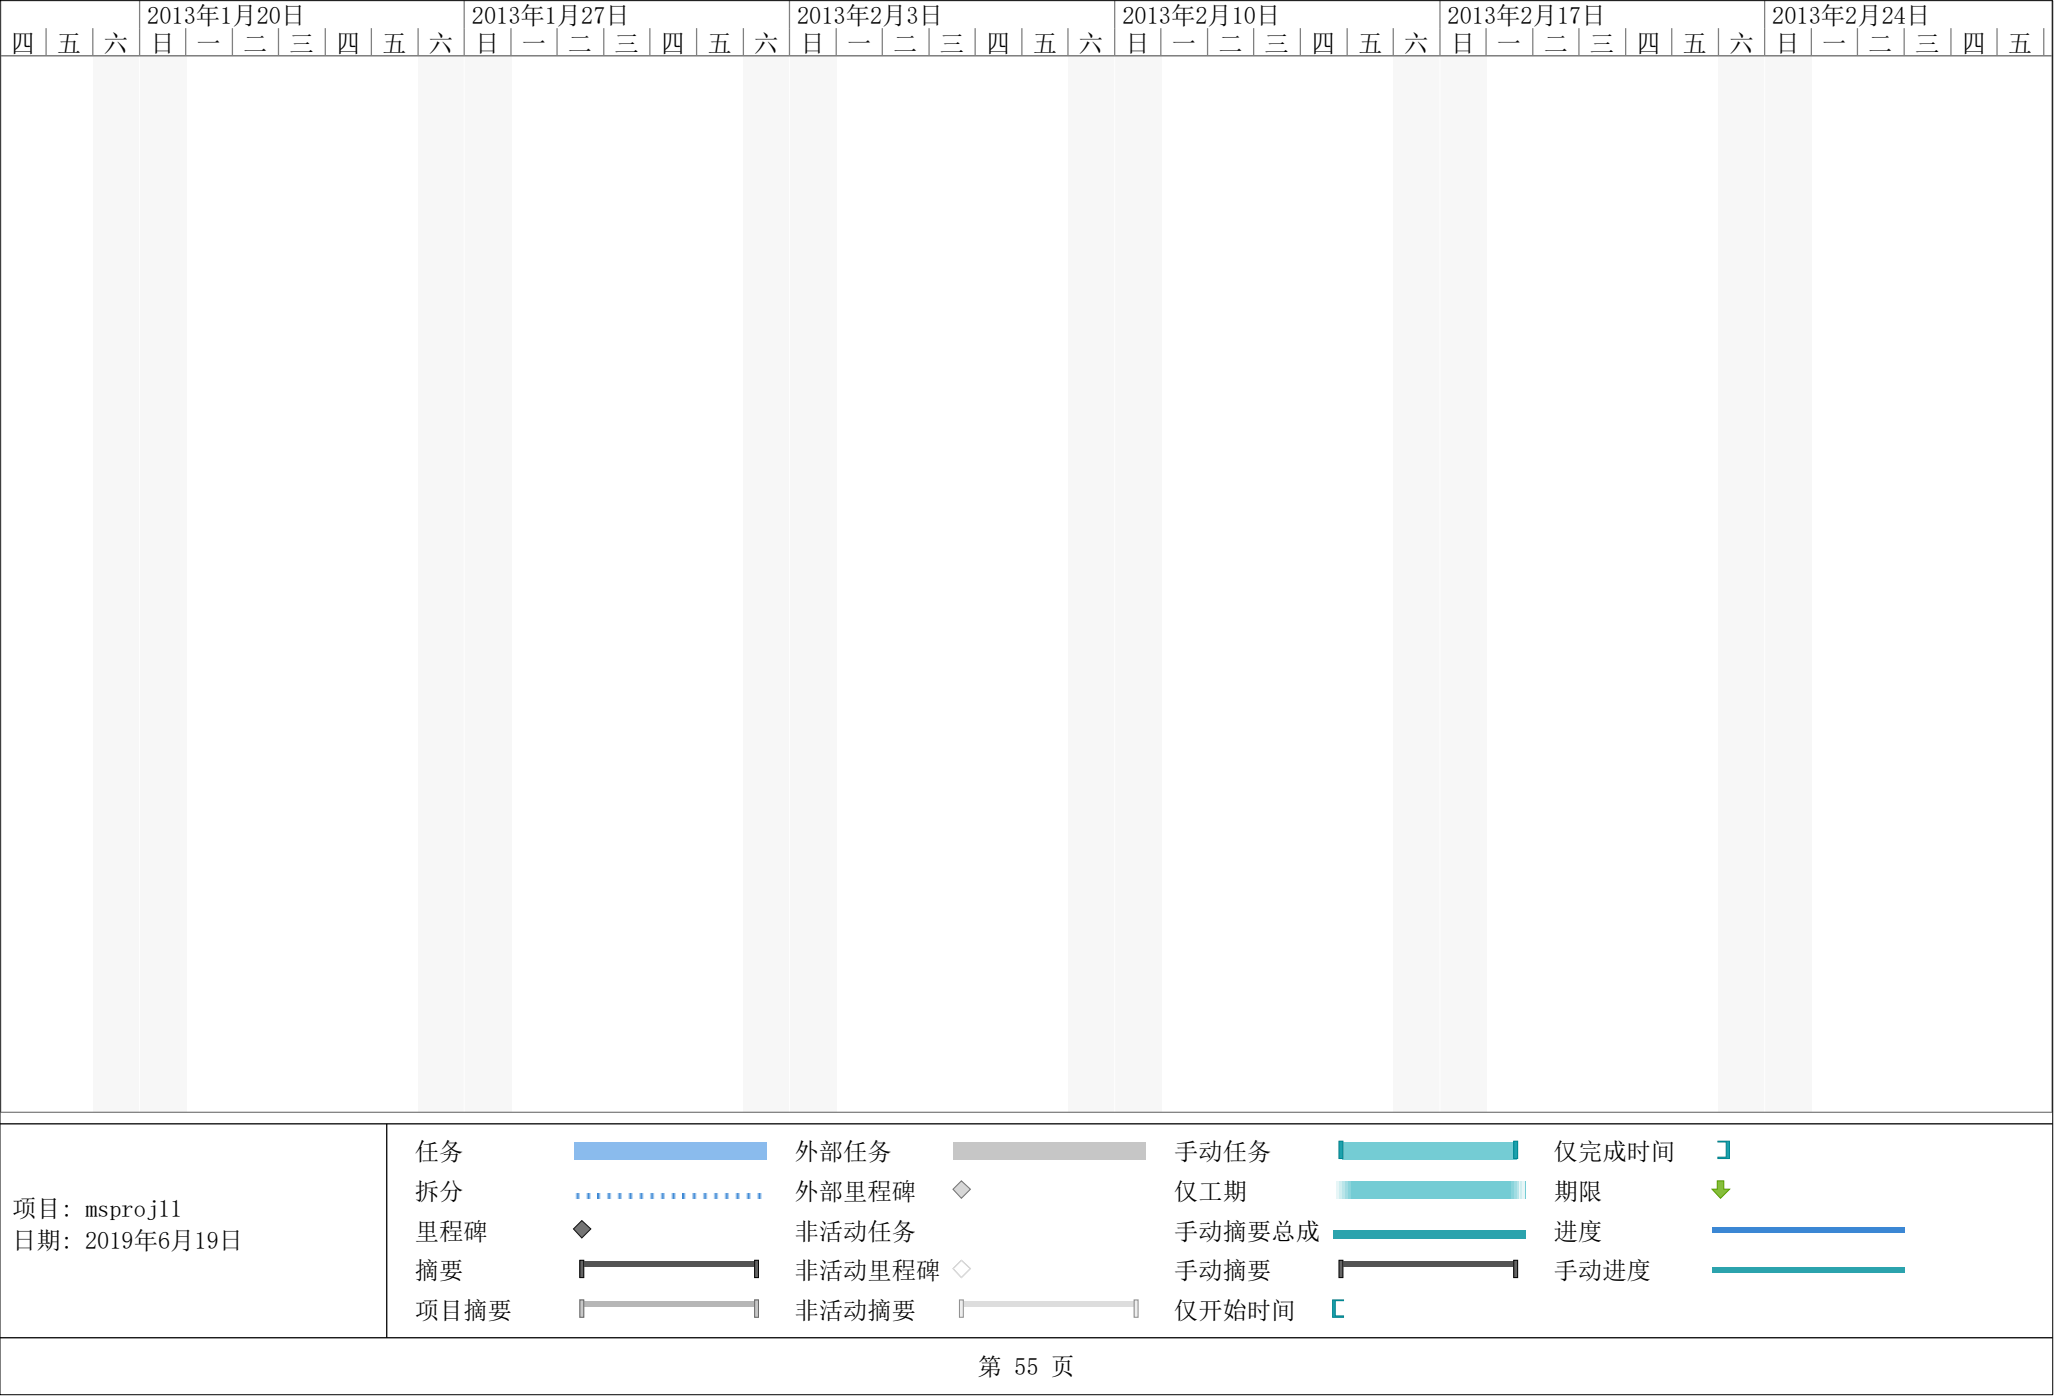 2013年1月20日 2013年1月27日 2013年2月3日 2013年2月10日 2013年2月17日 2013年2月24日
四 五 六 日 一 二 三 四 五 六 日 一 二 三 四 五 六 日 一 二 三 四 五 六 日 一 二 三 四 五 六 日 一 二 三 四 五 六 日 一 二 三 四 五
项目: msproj11
日期: 2019年6月19日
任务 外部任务 手动任务 仅完成时间
拆分 外部里程碑 仅工期 期限
里程碑 非活动任务 手动摘要总成 进度
摘要 非活动里程碑 手动摘要 手动进度
项目摘要 非活动摘要 仅开始时间
第 55 页